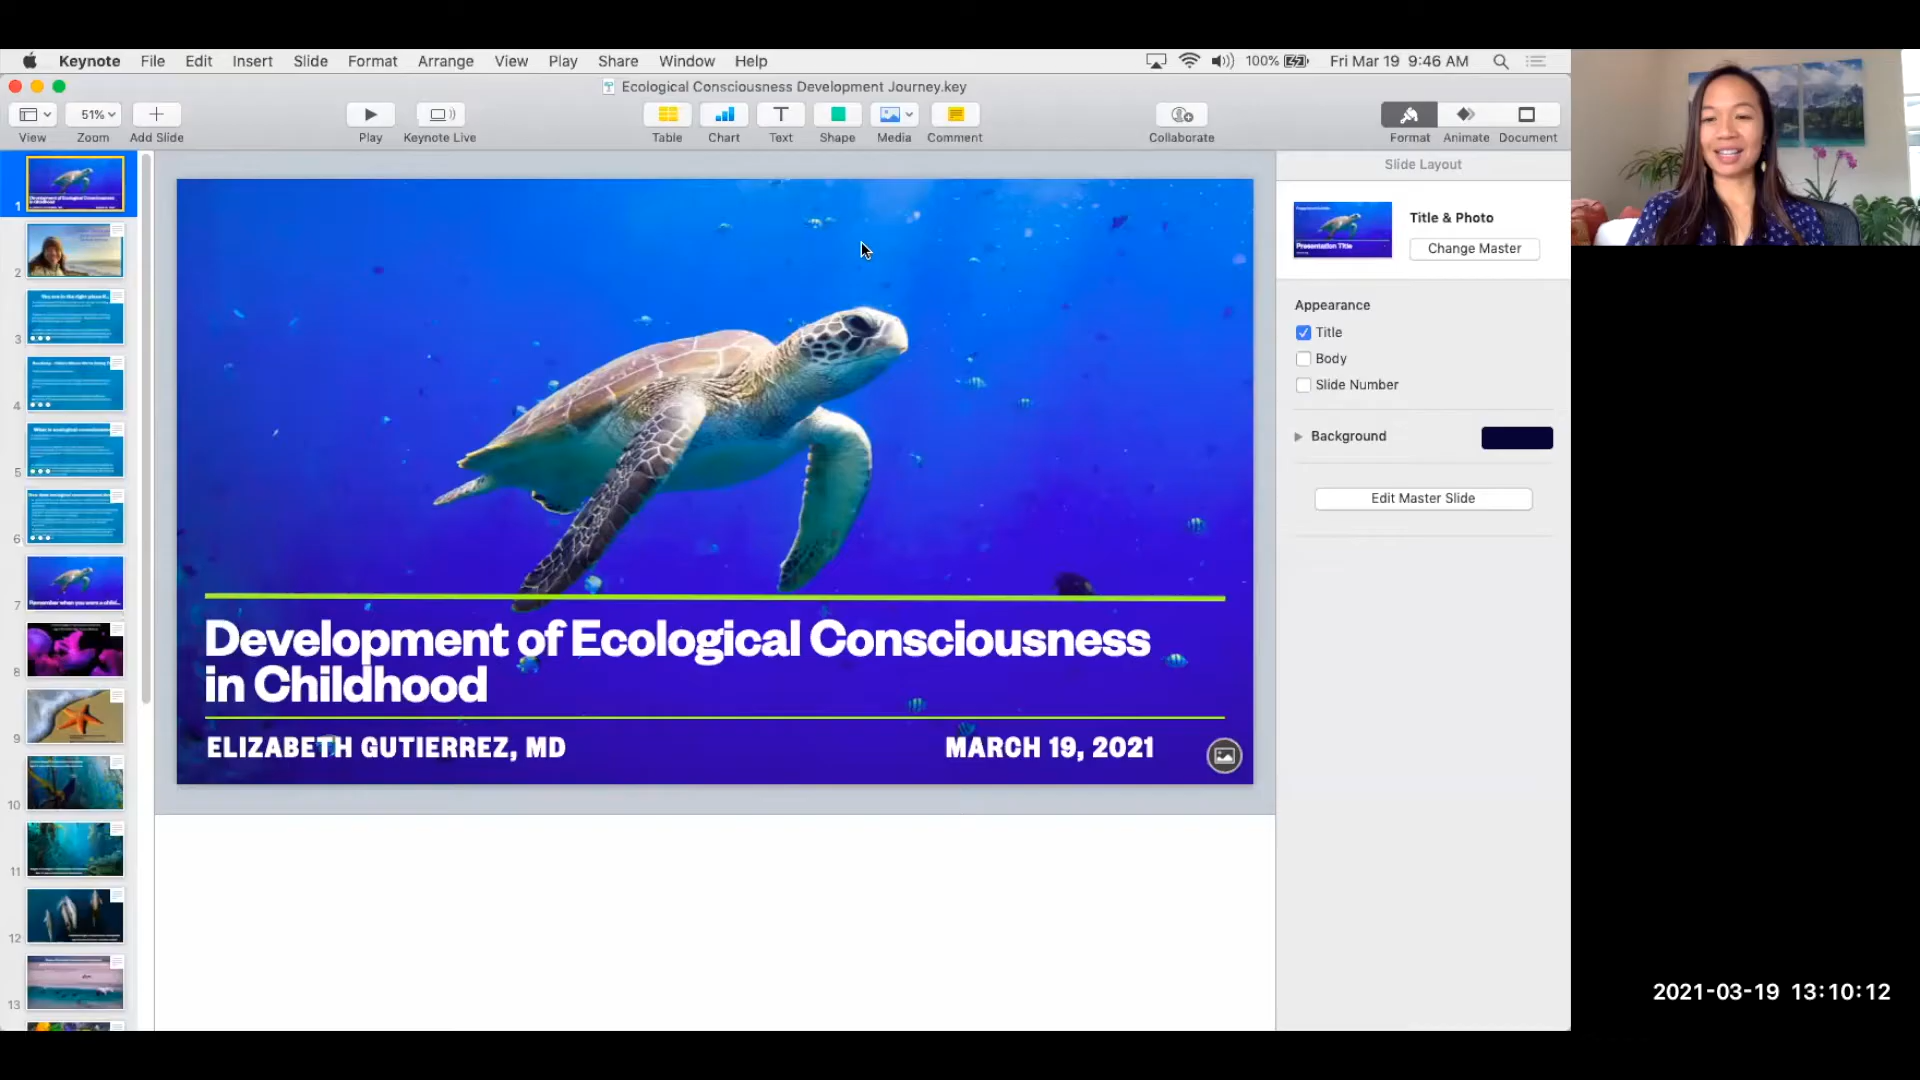 Keynote File Edit Insert Slide Format Arrange View Play Share Window Help 100% Fri Mar 19 9:46 AM
Ecological Consciousness Development Journey.key
51%
View Zoom Add Slide Play Keynote Live Table Chart Text Shape Media Comment Collaborate Format Animate Document
Slide Layout
Title & Photo
Change Master
Presentation Title
Appearance
Title
Body
Slide Number
Background
Edit Master Slide
1
2
3
4
5
6
7
8
9
10
11
12
13
Development of Ecological Consciousness
in Childhood
ELIZABETH GUTIERREZ, MD MARCH 19, 2021
2021-03-19 13:10:12